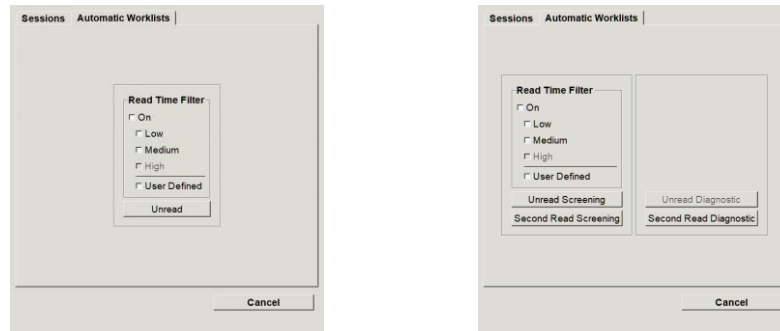 Sessions Automatic Worklists
Read Time Filter
On
Low
Medium
High
User Defined
Unread
Cancel
Sessions Automatic Worklists
Read Time Filter
On
Low
Medium
High
User Defined
Unread Screening Unread Diagnostic
Second Read Screening Second Read Diagnostic
Cancel